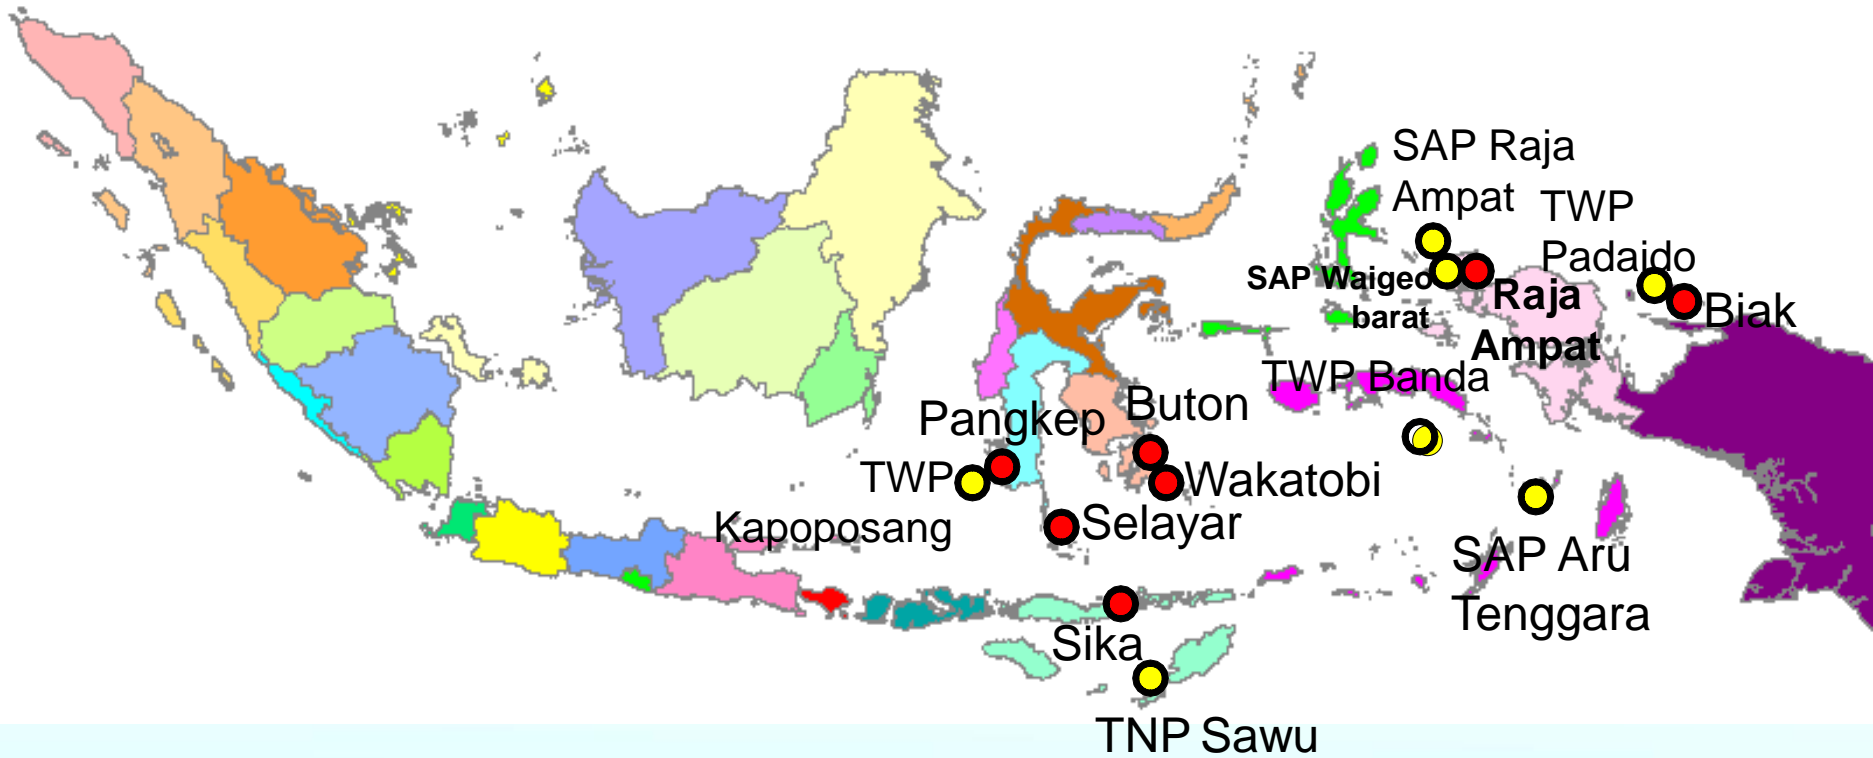 SAP Raja
Ampat
TWP
Padaido
SAP Waigeo
barat
Raja
Ampat
Biak
TWP Banda
Pangkep
Buton
TWP
Kapoposang
Wakatobi
Selayar
SAP Aru
Tenggara
Sika
TNP Sawu